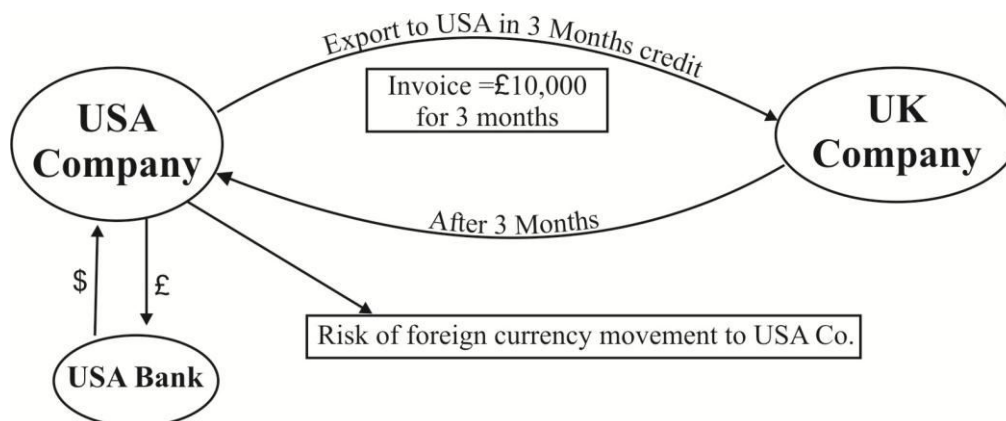 Export to USA in 3 Months credit
Invoice =£10,000
for 3 months
USA
Company
UK
Company
After 3 Months
$
£
Risk of foreign currency movement to USA Co.
USA Bank